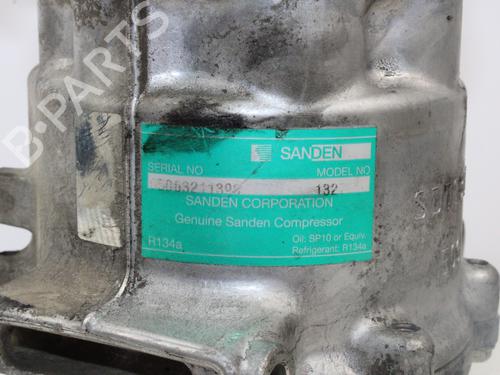 B-PARTS
SANDEN
SERIAL NO MODEL NO
132
SANDEN CORPORATION
Genuine Sanden Compressor
R134a
Oil: SP10 or Equiv.
Refrigerant: R134a